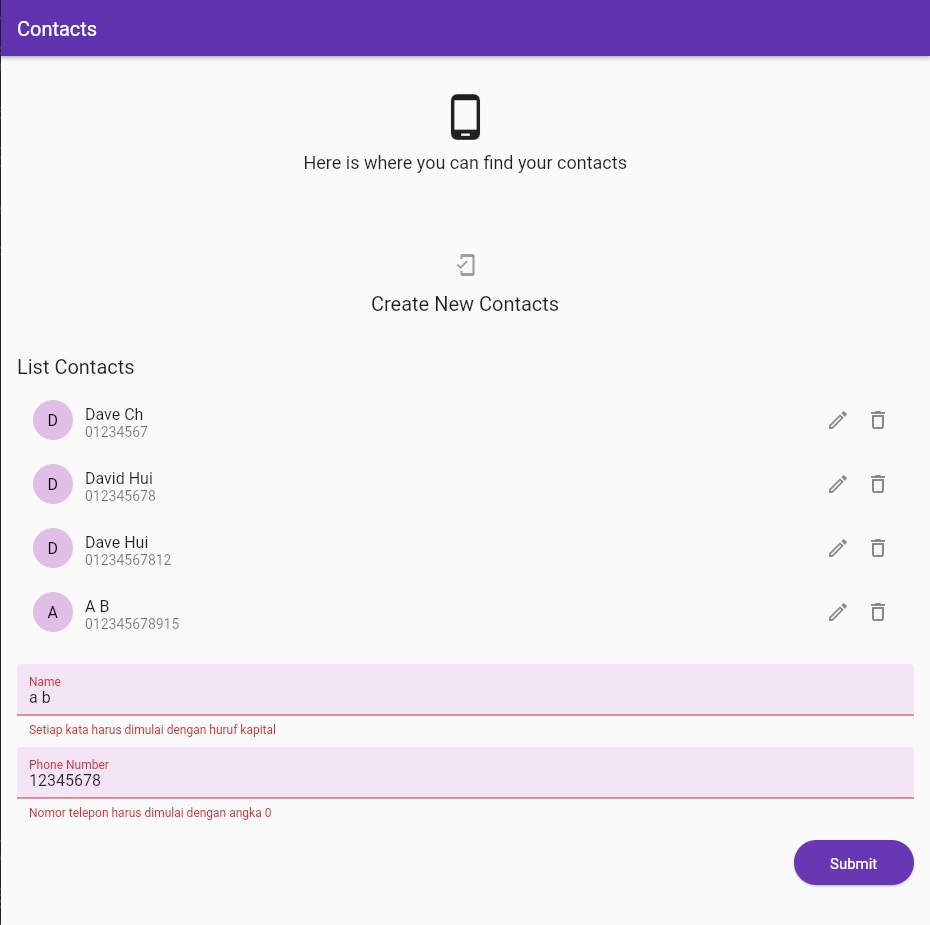 Contacts
Here is where you can find your contacts
Create New Contacts
List Contacts
D
Dave Ch
01234567
D
David Hui
012345678
D
Dave Hui
01234567812
A
A B
012345678915
Name
a b
Setiap kata harus dimulai dengan huruf kapital
Phone Number
12345678
Nomor telepon harus dimulai dengan angka 0
Submit